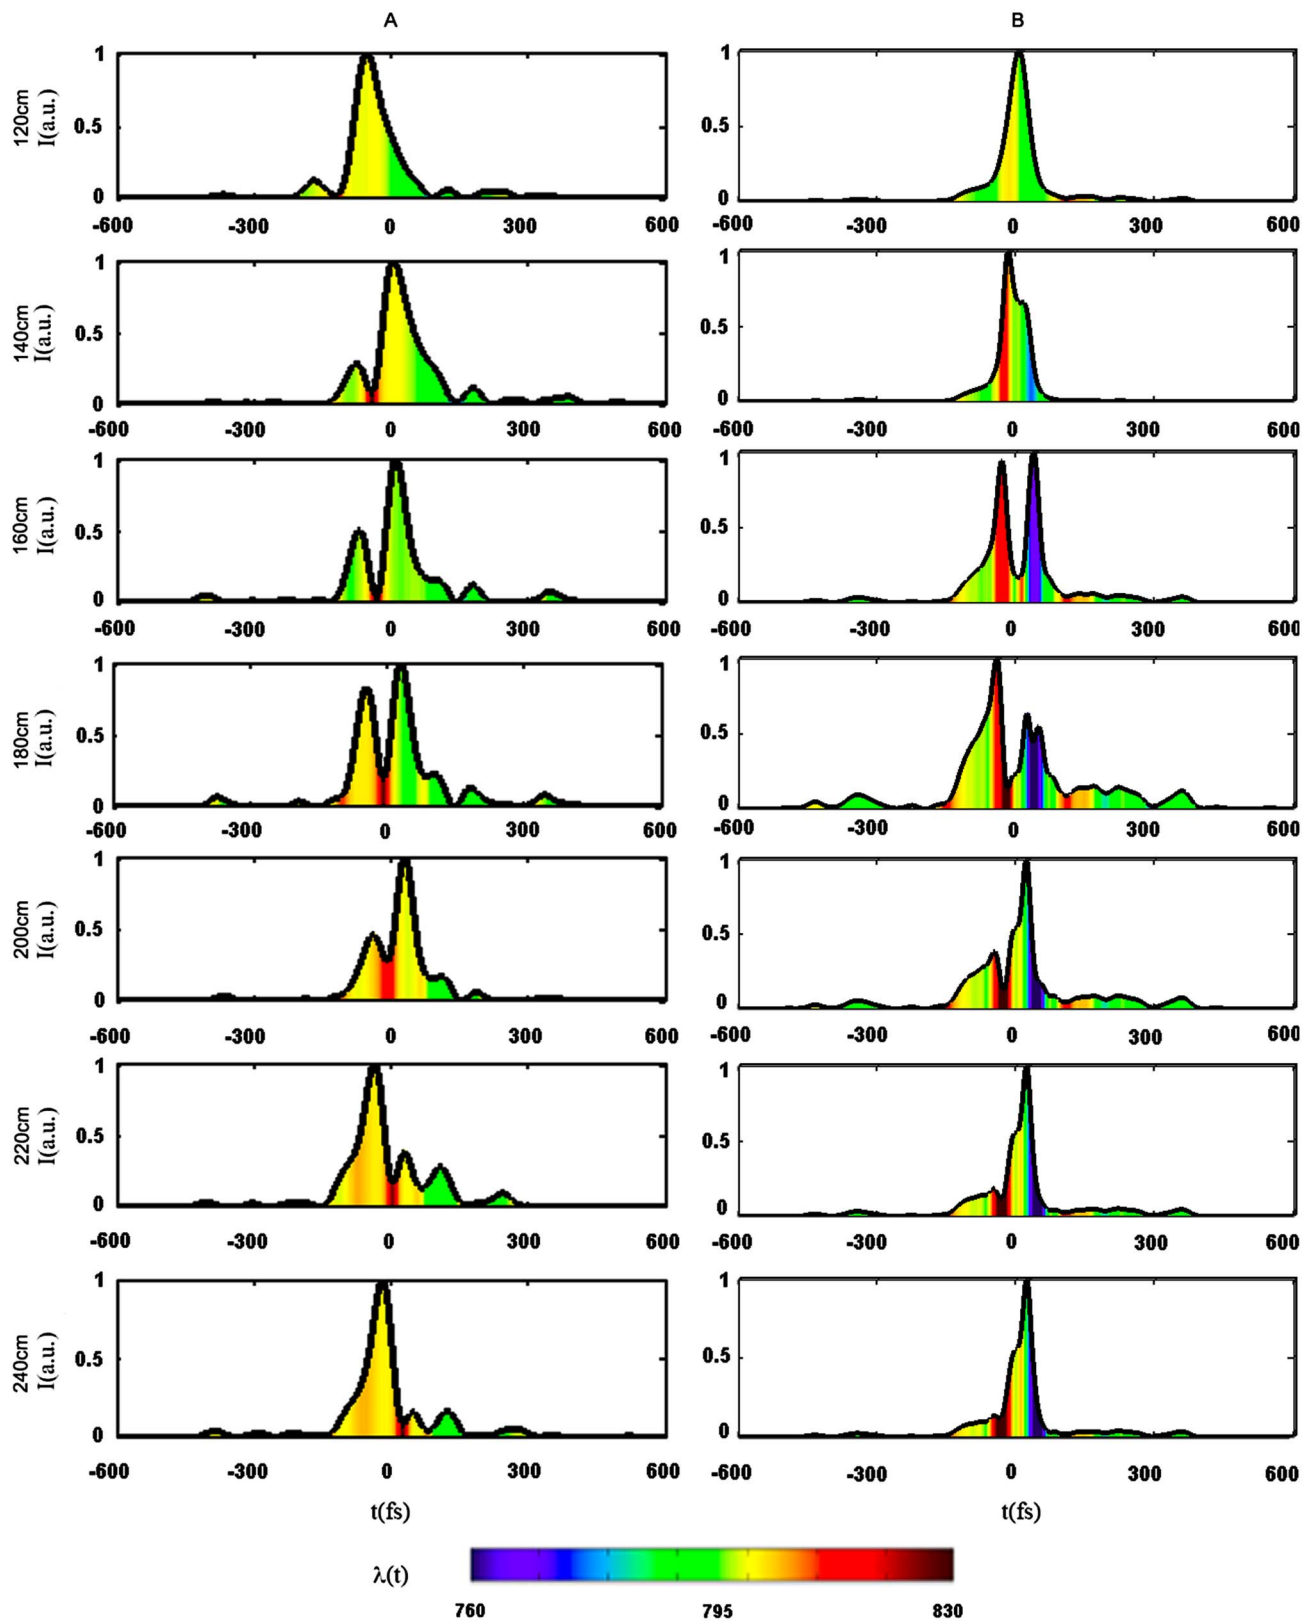 A B
120cm I(a.u.) 1 0.5 0 1 0.5 0
-600 -300 0 300 600 -600 -300 0 300 600
140cm I(a.u.) 1 0.5 0 1 0.5 0
-600 -300 0 300 600 -600 -300 0 300 600
160cm I(a.u.) 1 0.5 0 1 0.5 0
-600 -300 0 300 600 -600 -300 0 300 600
180cm I(a.u.) 1 0.5 0 1 0.5 0
-600 -300 0 300 600 -600 -300 0 300 600
200cm I(a.u.) 1 0.5 0 1 0.5 0
-600 -300 0 300 600 -600 -300 0 300 600
220cm I(a.u.) 1 0.5 0 1 0.5 0
-600 -300 0 300 600 -600 -300 0 300 600
240cm I(a.u.) 1 0.5 0 1 0.5 0
-600 -300 0 300 600 -600 -300 0 300 600
t(fs) t(fs)
λ(t)
760 795 830